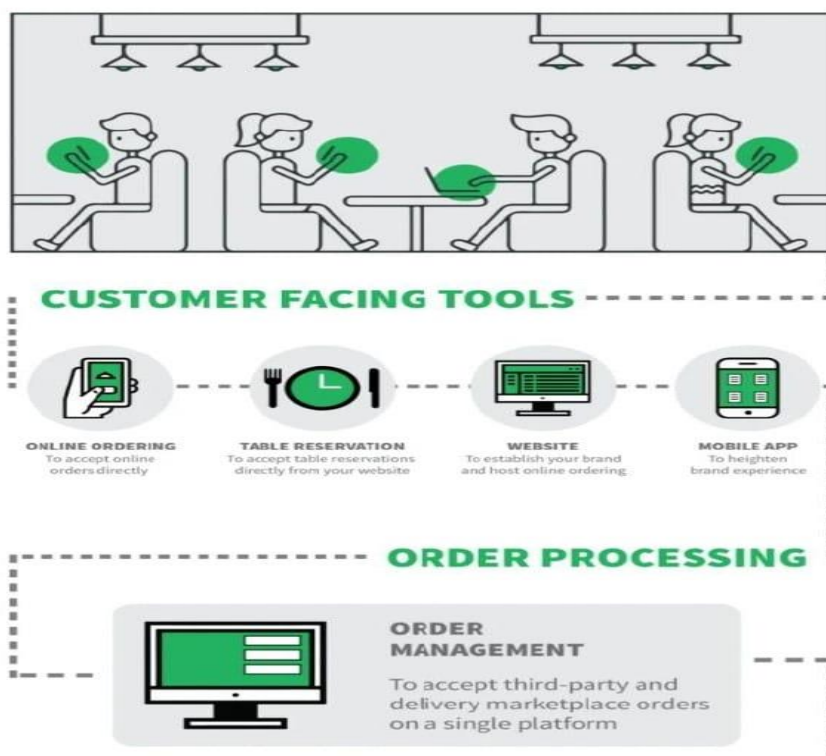 CUSTOMER FACING TOOLS
ONLINE ORDERING
To accept online
orders directly
TABLE RESERVATION
To accept table reservations
directly from your website
WEBSITE
To establish your brand
and host online ordering
MOBILE APP
To heighten
brand experience
ORDER PROCESSING
ORDER
MANAGEMENT
To accept third-party and
delivery marketplace orders
on a single platform